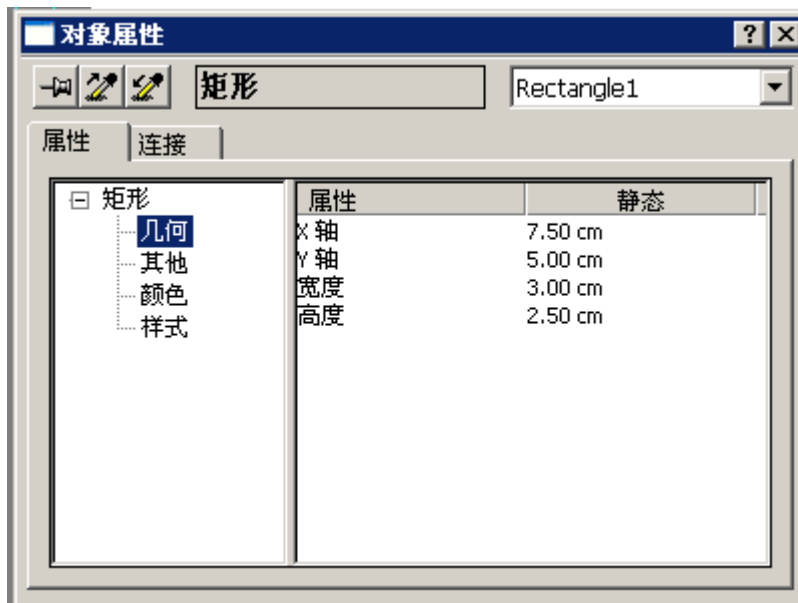 对象属性
矩形 Rectangle1
属性 连接
矩形
几何
其他
颜色
样式
属性 静态
X 轴 7.50 cm
Y 轴 5.00 cm
宽度 3.00 cm
高度 2.50 cm